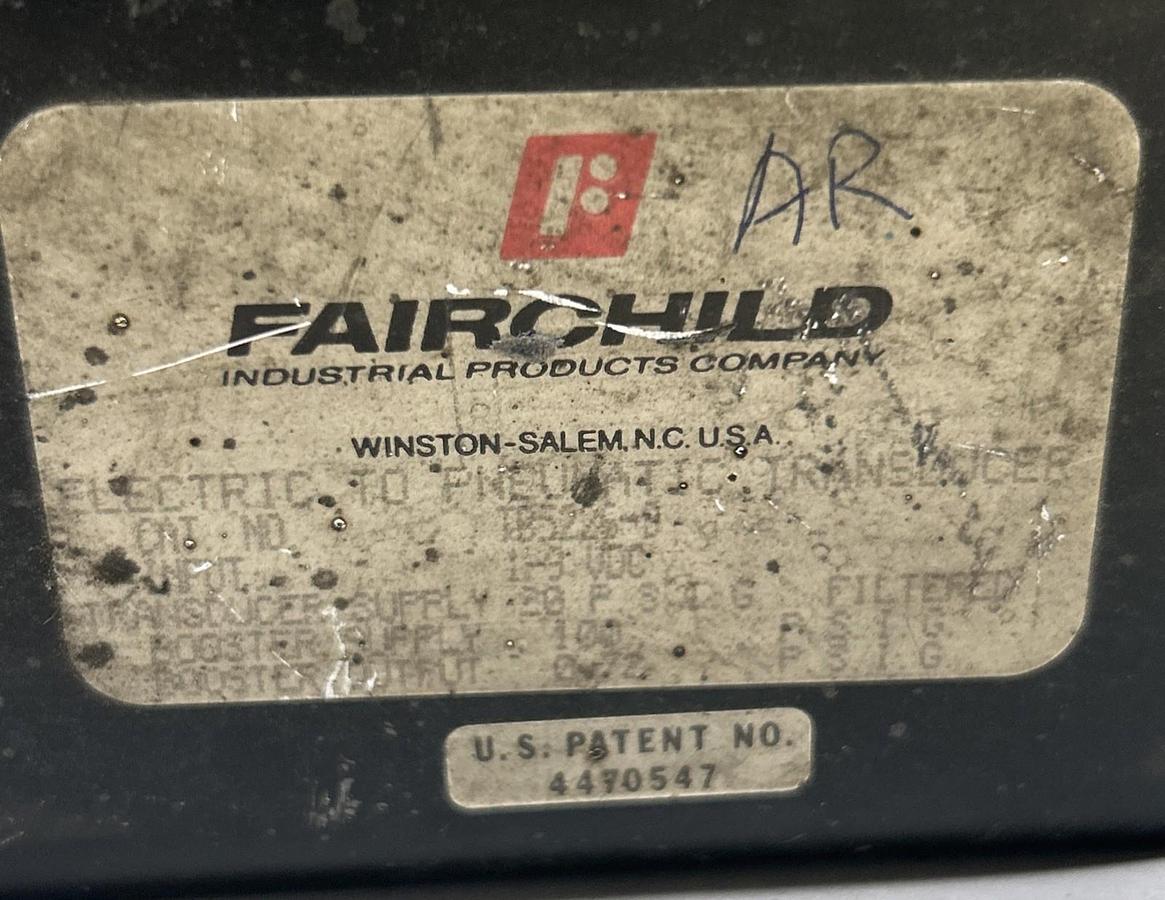 AR
FAIRCHILD
INDUSTRIAL PRODUCTS COMPANY
WINSTON-SALEM, N.C. U.S.A.
ELECTRIC TO PNEUMATIC TRANSDUCER
CAT. NO
INPUT 1-9 VDC
TRANSDUCER SUPPLY 20 P S I G FILTERED
BOOSTER SUPPLY 100 P S I G
BOOSTER OUTPUT P S I G
U.S. PATENT NO.
4470547